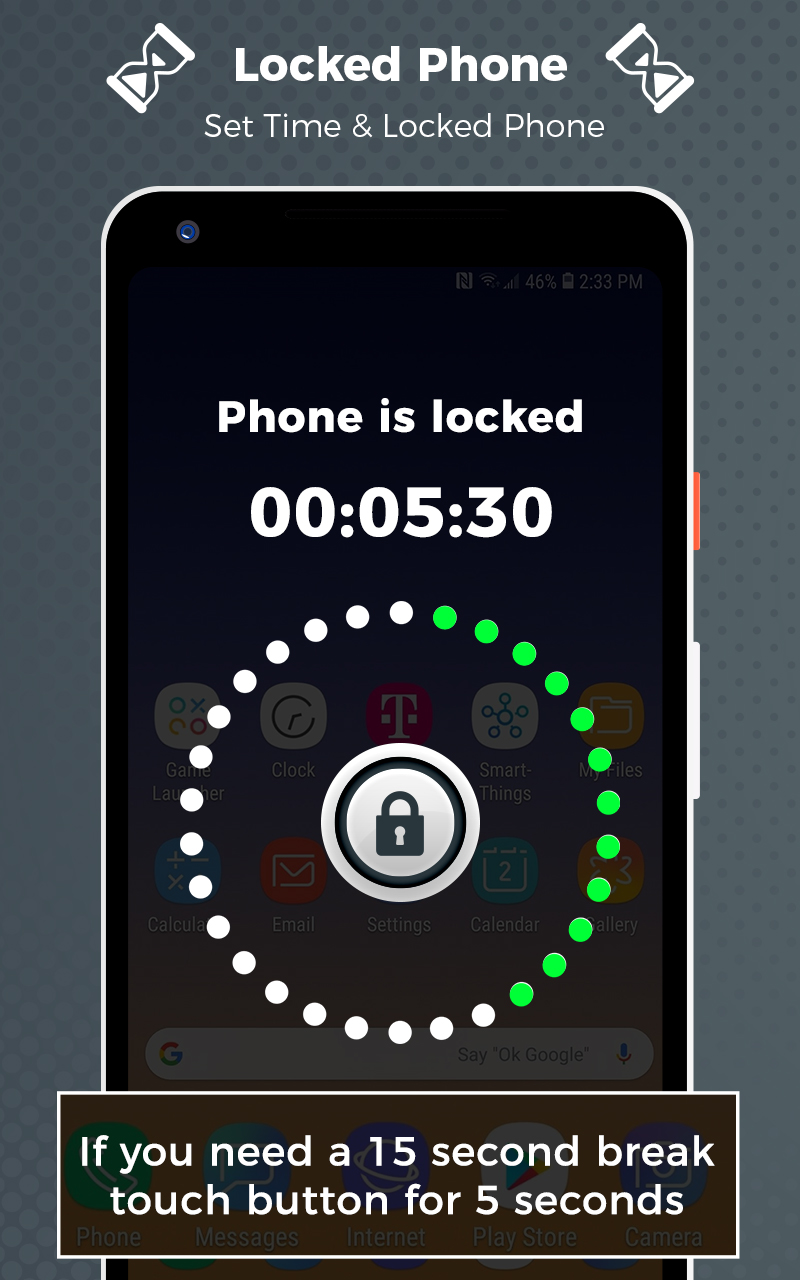 Locked Phone
Set Time & Locked Phone
46% 2:33 PM
Phone is locked
00:05:30
T
Game Launcher
Clock
Smart-
Things
My Files
2
Email
Settings
Calendar
Gallery
G
Say "Ok Google"
If you need a 15 second break
touch button for 5 seconds
Phone
Messages
Internet
Play Store
Camera